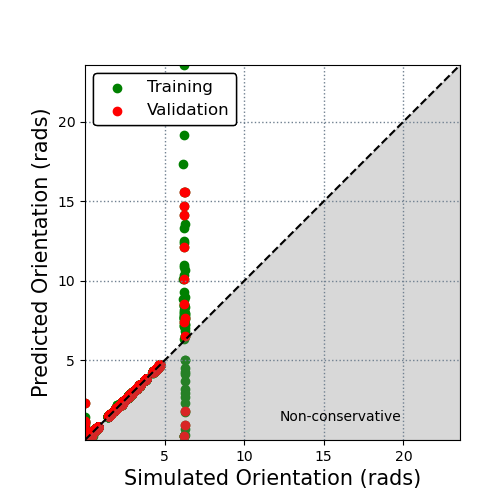 Training
Validation
Predicted Orientation (rads)
20
15
10
5
Non-conservative
5 10 15 20
Simulated Orientation (rads)